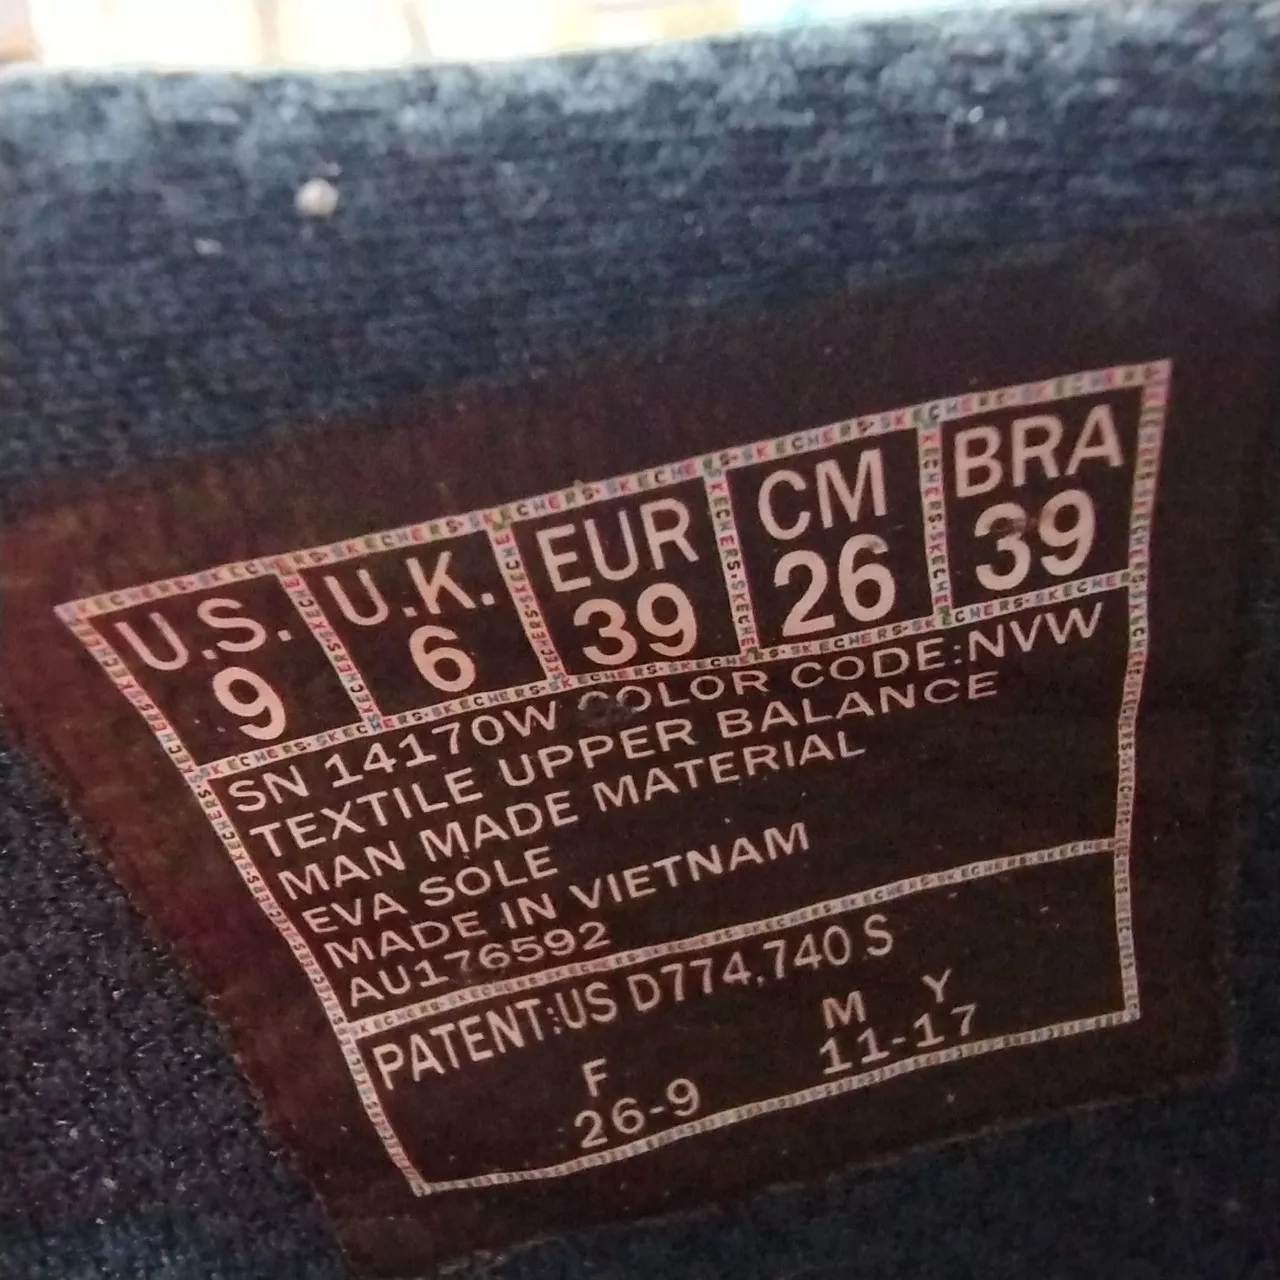 U.S. U.K. EUR CM BRA
9 6 39 26 39
SN 14170W COLOR CODE:NVW
TEXTILE UPPER BALANCE
MAN MADE MATERIAL
EVA SOLE
MADE IN VIETNAM
AU176592
PATENT:US D774,740 S
F M Y
26-9 11-17
SKECHERS